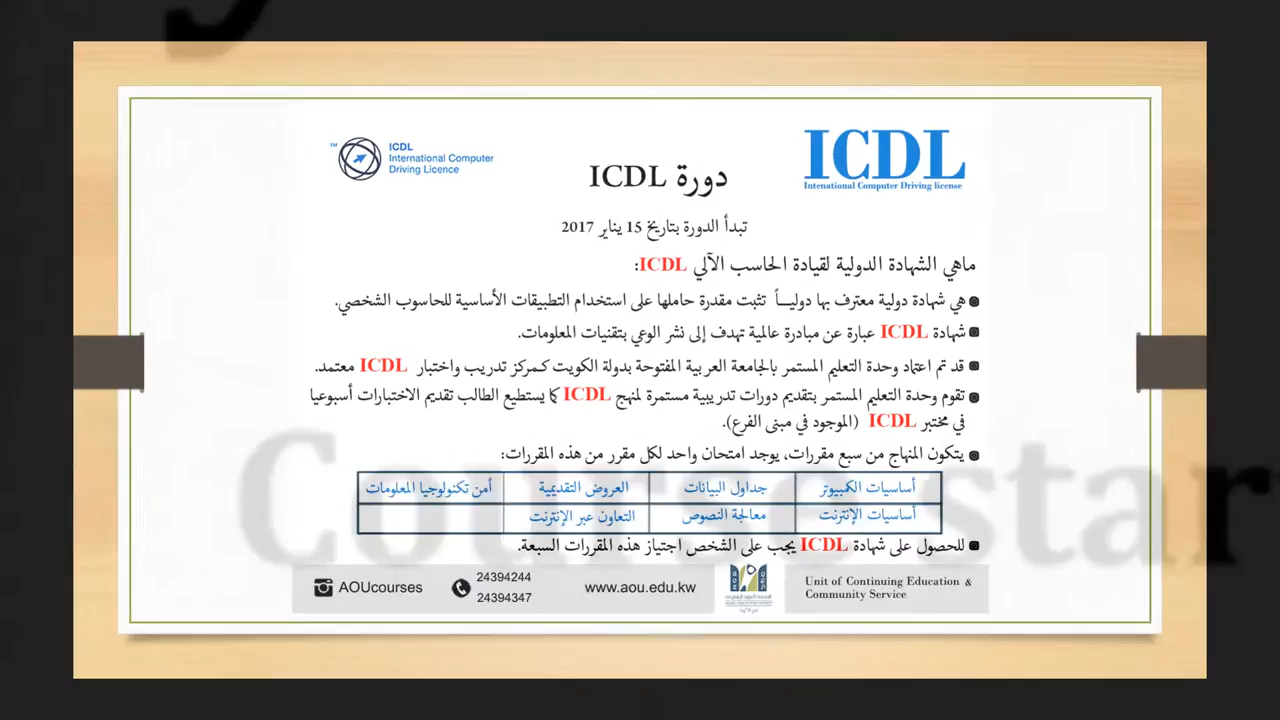 ICDL
International Computer
Driving Licence
ICDL
Intenational Computer Driving license
دورة ICDL
تبدأ الدورة بتاريخ 15 يناير 2017
ماهي الشهادة الدولية لقيادة الحاسب الآلي ICDL:
هي شهادة دولية معترف بها دوليـــاً تثبت مقدرة حاملها على استخدام التطبيقات الأساسية للحاسوب الشخصي.
شهادة ICDL عبارة عن مبادرة عالمية تهدف إلى نشر الوعي بتقنيات المعلومات.
قد تم اعتماد وحدة التعليم المستمر بالجامعة العربية المفتوحة بدولة الكويت كـمركز تدريب واختبار ICDL معتمد.
تقوم وحدة التعليم المستمر بتقديم دورات تدريبية مستمرة لمنهج ICDL كما يستطيع الطالب تقديم الاختبارات أسبوعيا
في مختبر ICDL (الموجود في مبنى الفرع).
يتكون المنهاج من سبع مقررات، يوجد امتحان واحد لكل مقرر من هذه المقررات:
أساسيات الكمبيوتر جداول البيانات العروض التقديمية أمن تكنولوجيا المعلومات
أساسيات الإنترنت معالجة النصوص التعاون عبر الإنترنت
للحصول على شهادة ICDL يجب على الشخص اجتياز هذه المقررات السبعة.
AOUcourses
24394244
24394347
www.aou.edu.kw
Unit of Continuing Education &
Community Service
Course star